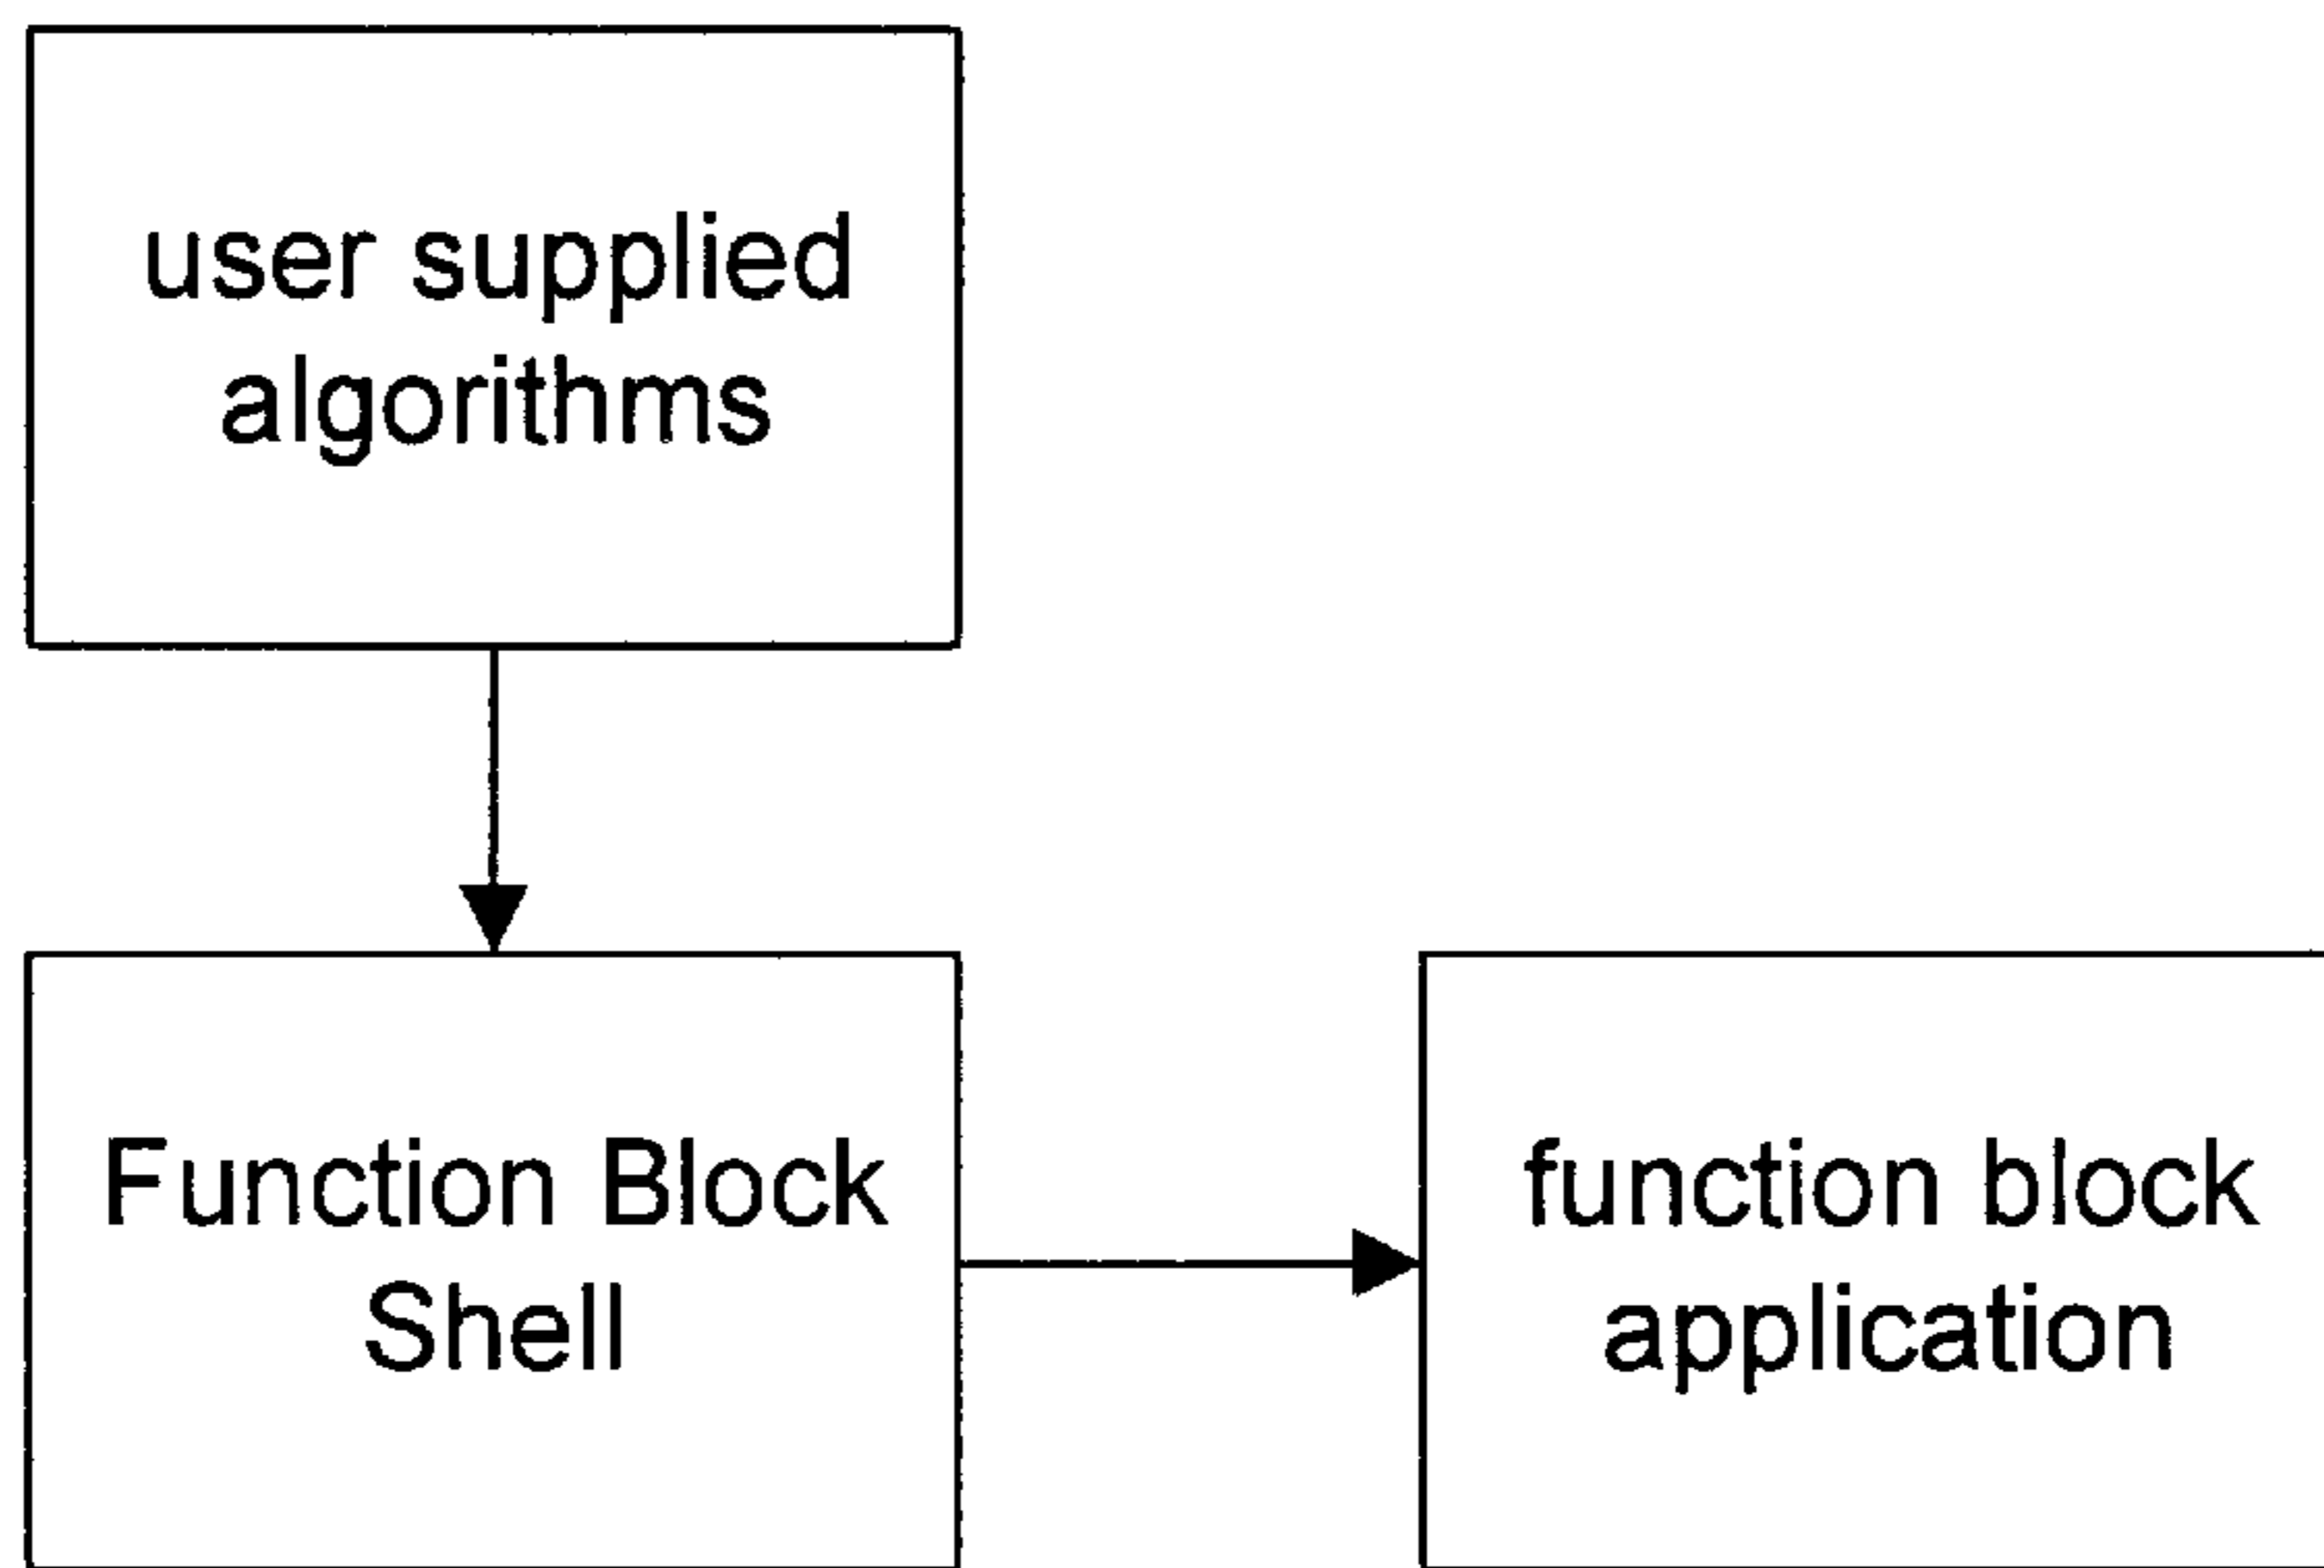 user supplied
algorithms
Function Block
Shell
function block
application